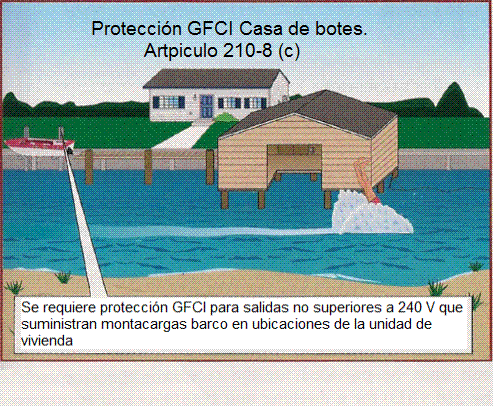 Protección GFCI Casa de botes.
Artpiculo 210-8 (c)
Se requiere protección GFCI para salidas no superiores a 240 V que
suministran montacargas barco en ubicaciones de la unidad de
vivienda